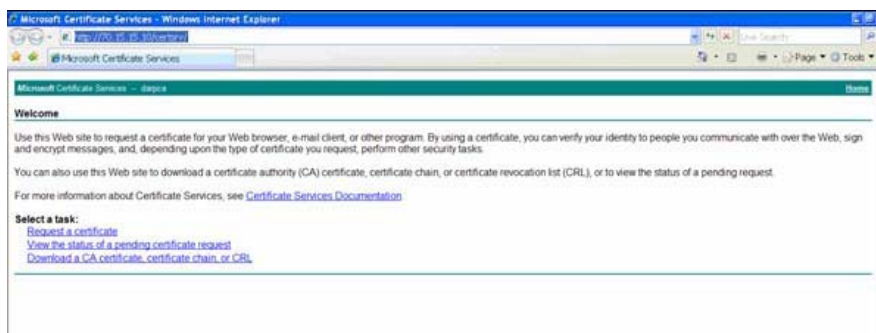 Microsoft Certificate Services - Windows Internet Explorer
Live Search
Microsoft Certificate Services
Page Tools
Microsoft Certificate Services --
Home
Welcome
Use this Web site to request a certificate for your Web browser, e-mail client, or other program. By using a certificate, you can verify your identity to people you communicate with over the Web, sign
and encrypt messages, and, depending upon the type of certificate you request, perform other security tasks.
You can also use this Web site to download a certificate authority (CA) certificate, certificate chain, or certificate revocation list (CRL), or to view the status of a pending request.
For more information about Certificate Services, see Certificate Services Documentation.
Select a task:
Request a certificate
View the status of a pending certificate request
Download a CA certificate, certificate chain, or CRL